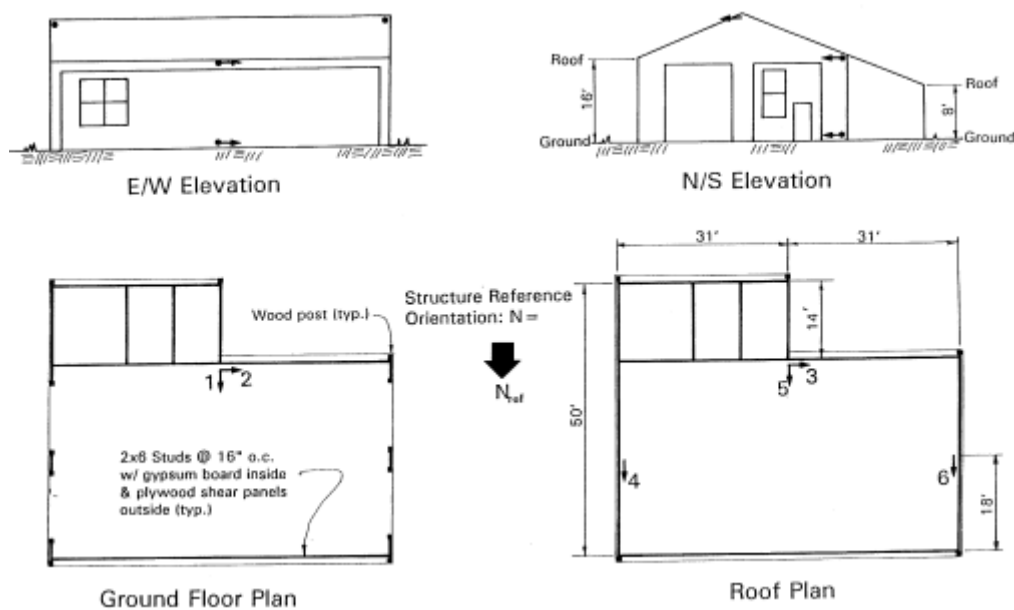 Roof
16'
Ground
Roof
8'
Ground
E/W Elevation
N/S Elevation
31'
31'
Wood post (typ.)
Structure Reference
Orientation: N =
N ref
14'
1
2
5
3
50'
2x6 Studs @ 16" o.c.
w/ gypsum board inside
& plywood shear panels
outside (typ.)
4
6
18'
Ground Floor Plan
Roof Plan